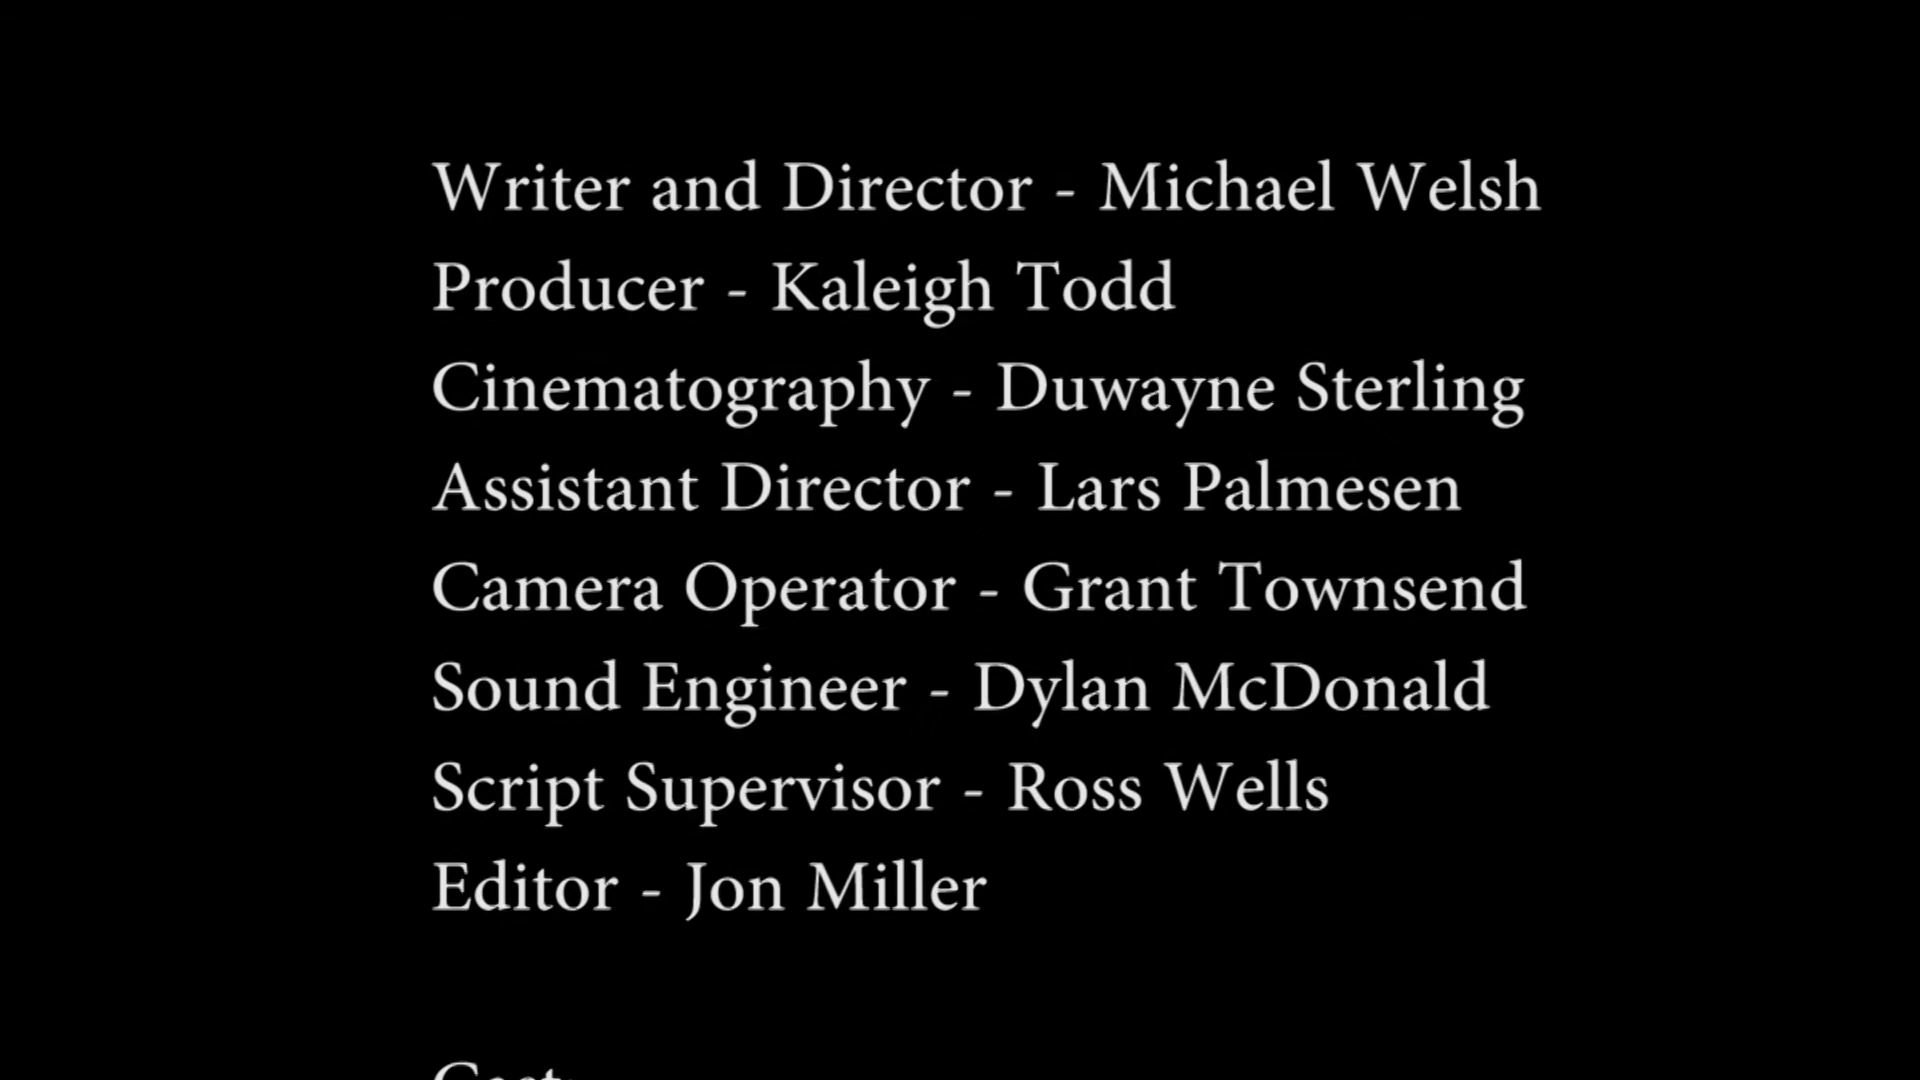 Writer and Director - Michael Welsh
Producer - Kaleigh Todd
Cinematography - Duwayne Sterling
Assistant Director - Lars Palmesen
Camera Operator - Grant Townsend
Sound Engineer - Dylan McDonald
Script Supervisor - Ross Wells
Editor - Jon Miller
Cast: